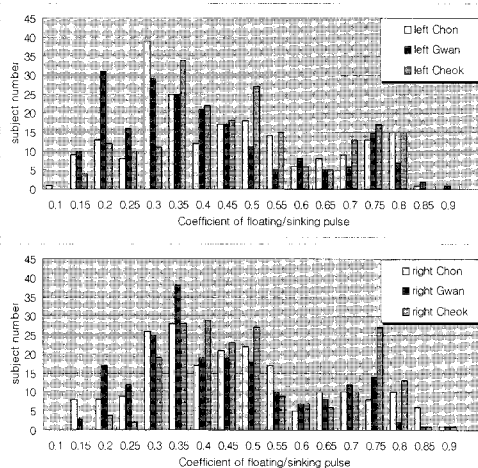 45
40
35
30
25
20
15
10
5
0
subject number
left Chon
left Gwan
left Cheok
0.1 0.15 0.2 0.25 0.3 0.35 0.4 0.45 0.5 0.55 0.6 0.65 0.7 0.75 0.8 0.85 0.9
Coefficient of floating/sinking pulse
45
40
35
30
25
20
15
10
5
0
subject number
right Chon
right Gwan
right Cheok
0.1 0.15 0.2 0.25 0.3 0.35 0.4 0.45 0.5 0.55 0.6 0.65 0.7 0.75 0.8 0.85 0.9
Coefficient of floating/sinking pulse